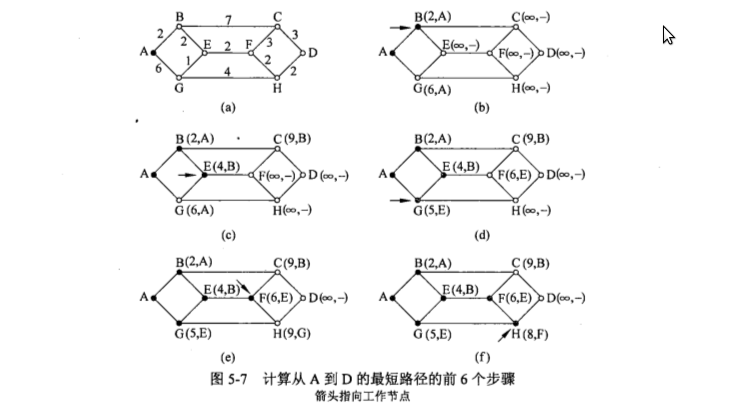 B 7 C
2 2 3 3
A E 2 F D
6 1 2 2
G 4 H
(a)
B(2,A) C(∞,-)
A E(∞,-) F(∞,-) D(∞,-)
G(6,A) H(∞,-)
(b)
B(2,A) C(9,B)
A E(4,B) F(∞,-) D(∞,-)
G(6,A) H(∞,-)
(c)
B(2,A) C(9,B)
A E(4,B) F(6,E) D(∞,-)
G(5,E) H(∞,-)
(d)
B(2,A) C(9,B)
A E(4,B) F(6,E) D(∞,-)
G(5,E) H(9,G)
(e)
B(2,A) C(9,B)
A E(4,B) F(6,E) D(∞,-)
G(5,E) H(8,F)
(f)
图 5-7 计算从 A 到 D 的最短路径的前 6 个步骤
箭头指向工作节点